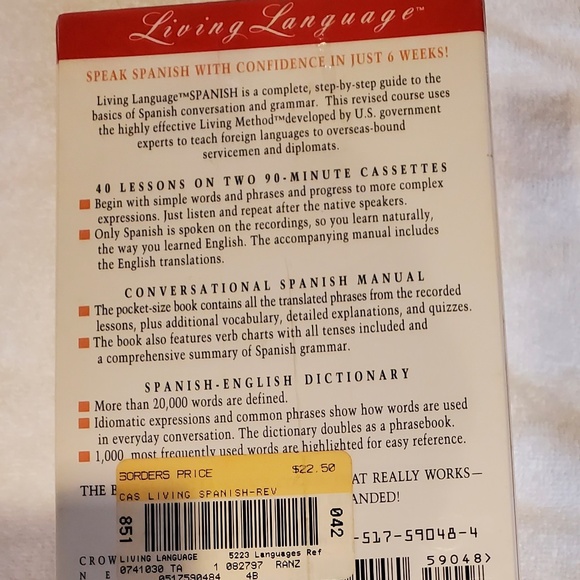 Living Language™
SPEAK SPANISH WITH CONFIDENCE IN JUST 6 WEEKS!
Living Language™SPANISH is a complete, step-by-step guide to the
basics of Spanish conversation and grammar. This revised course uses
the highly effective Living Method™developed by U.S. government
experts to teach foreign languages to overseas-bound
servicemen and diplomats.
40 LESSONS ON TWO 90-MINUTE CASSETTES
Begin with simple words and phrases and progress to more complex
expressions. Just listen and repeat after the native speakers.
Only Spanish is spoken on the recordings, so you learn naturally,
the way you learned English. The accompanying manual includes
the English translations.
CONVERSATIONAL SPANISH MANUAL
The pocket-size book contains all the translated phrases from the recorded
lessons, plus additional vocabulary, detailed explanations, and quizzes.
The book also features verb charts with all tenses included and
a comprehensive summary of Spanish grammar.
SPANISH-ENGLISH DICTIONARY
More than 20,000 words are defined.
Idiomatic expressions and common phrases show how words are used
in everyday conversation. The dictionary doubles as a phrasebook.
1,000 most frequently used words are highlighted for easy reference.
THE B
AT REALLY WORKS—
ANDED!
BORDERS PRICE $22.50
CAS LIVING SPANISH-REV
851
042
-517-59048-4
59048>
CROW
NE
LIVING LANGUAGE 5223 Languages Ref
0741030 TA 1 082797 RANZ
0517590484 4B